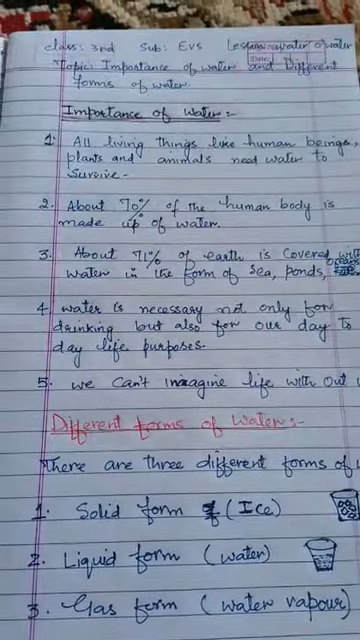 class: 3rd Sub: EVS Lesson: water o water
Topic: Importance of water and Different
forms of water.
Importance of Water:-
1. All living things like human beings,
plants and animals need water to
Survive.
2. About 70% of the human body is
made up of water.
3. About 71% of earth is covered with
water in the form of Sea, ponds, oceans
4. water is necessary not only for
drinking but also for our day to
day life purposes.
5. we can't imagine life with out
Different forms of Water:-
There are three different forms of
1. Solid form (Ice)
2. Liquid form (water)
3. Gas form (water vapour)